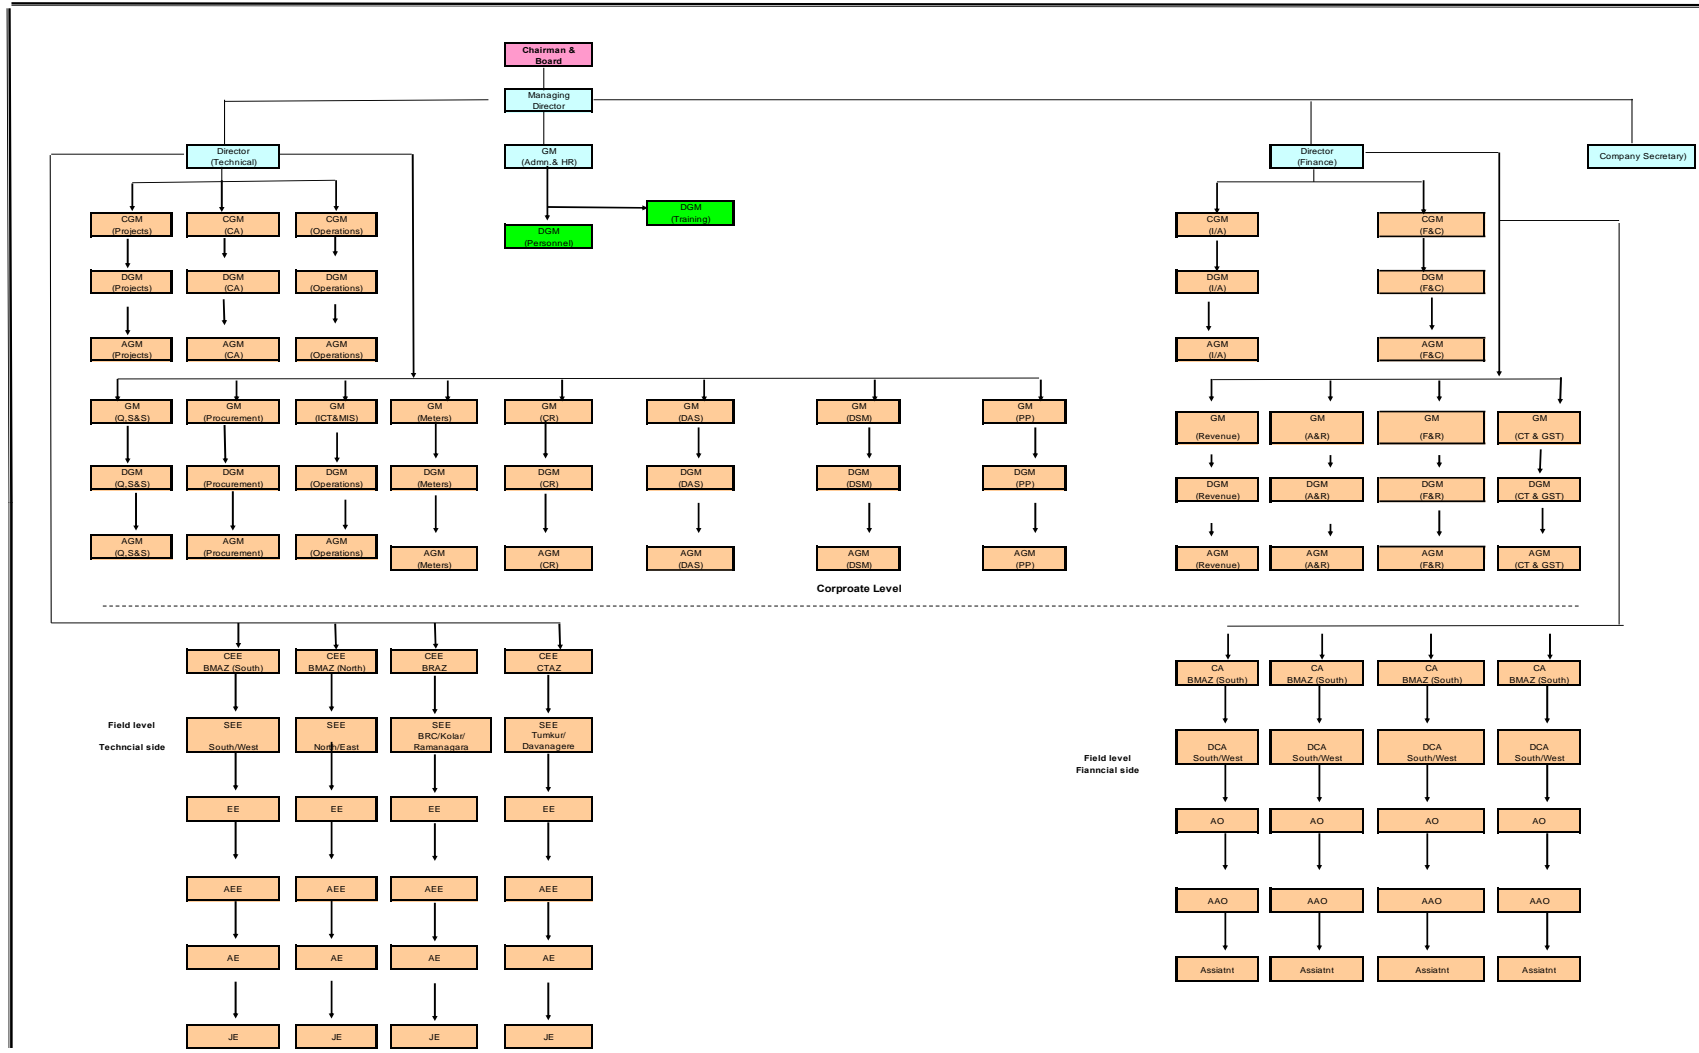 Chairman &
Board
Managing
Director
Director
(Technical)
GM
(Admn.& HR)
Director
(Finance)
Company Secretary)
DGM
(Training)
DGM
(Personnel)
CGM
(Projects)
CGM
(CA)
CGM
(Operations)
CGM
(I/A)
CGM
(F&C)
DGM
(Projects)
DGM
(CA)
DGM
(Operations)
DGM
(I/A)
DGM
(F&C)
AGM
(Projects)
AGM
(CA)
AGM
(Operations)
AGM
(I/A)
AGM
(F&C)
GM
(Q,S&S)
GM
(Procurement)
GM
(ICT&MIS)
GM
(Meters)
GM
(CR)
GM
(DAS)
GM
(DSM)
GM
(PP)
GM
(Revenue)
GM
(A&R)
GM
(F&R)
GM
(CT & GST)
DGM
(Q,S&S)
DGM
(Procurement)
DGM
(Operations)
DGM
(Meters)
DGM
(CR)
DGM
(DAS)
DGM
(DSM)
DGM
(PP)
DGM
(Revenue)
DGM
(A&R)
DGM
(F&R)
DGM
(CT & GST)
AGM
(Q,S&S)
AGM
(Procurement)
AGM
(Operations)
AGM
(Meters)
AGM
(CR)
AGM
(DAS)
AGM
(DSM)
AGM
(PP)
AGM
(Revenue)
AGM
(A&R)
AGM
(F&R)
AGM
(CT & GST)
Corproate Level
CEE
BMAZ (South)
CEE
BMAZ (North)
CEE
BRAZ
CEE
CTAZ
CA
BMAZ (South)
CA
BMAZ (South)
CA
BMAZ (South)
CA
BMAZ (South)
Field level
Techncial side
SEE
South/West
SEE
North/East
SEE
BRC/Kolar/
Ramanagara
SEE
Tumkur/
Davanagere
Field level
Fianncial side
DCA
South/West
DCA
South/West
DCA
South/West
DCA
South/West
EE
EE
EE
EE
AO
AO
AO
AO
AEE
AEE
AEE
AEE
AAO
AAO
AAO
AAO
AE
AE
AE
AE
Assiatnt
Assiatnt
Assiatnt
Assiatnt
JE
JE
JE
JE